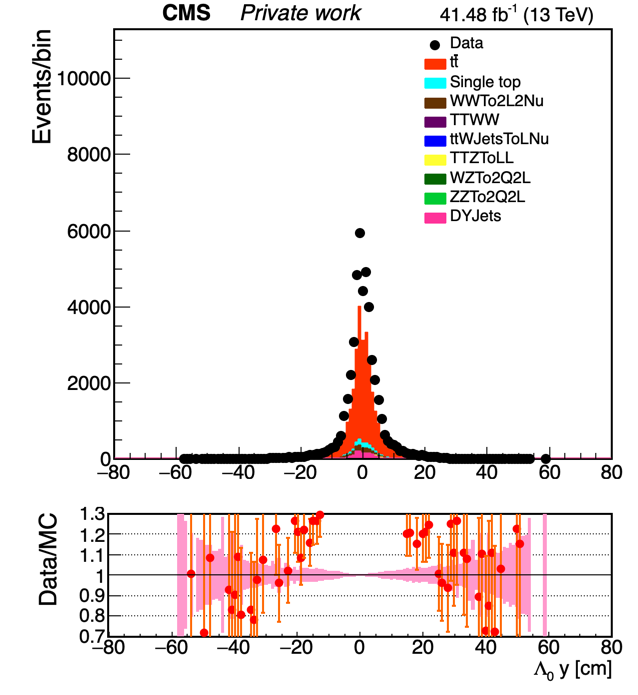 CMS Private work 41.48 fb⁻¹ (13 TeV)
Events/bin
10000
8000
6000
4000
2000
0
−80 −60 −40 −20 0 20 40 60 80
Data
tt̄
Single top
WWTo2L2Nu
TTWW
ttWJetsToLNu
TTZToLL
WZTo2Q2L
ZZTo2Q2L
DYJets
Data/MC
1.3
1.2
1.1
1
0.9
0.8
0.7
−80 −60 −40 −20 0 20 40 60 80
Λ₀ y [cm]